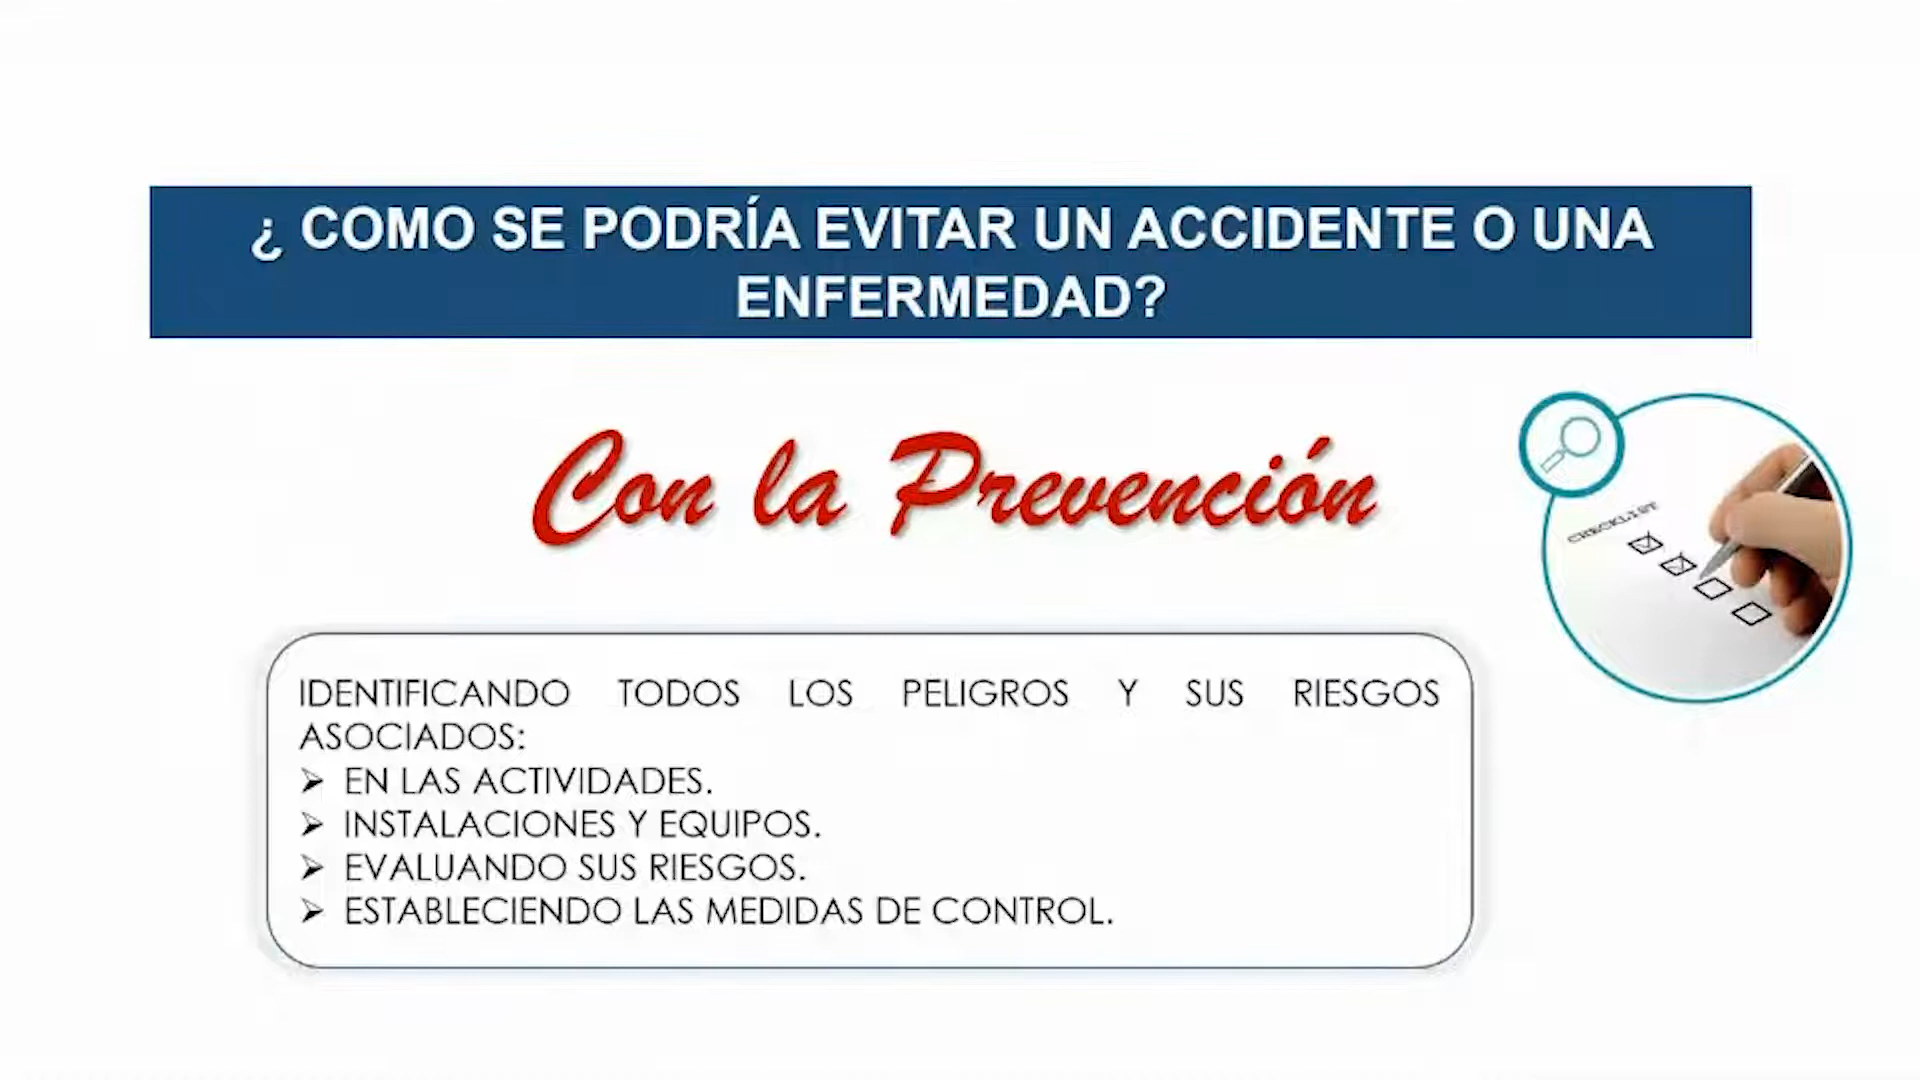 ¿ COMO SE PODRÍA EVITAR UN ACCIDENTE O UNA
ENFERMEDAD?
Con la Prevención
CHECKLIST
IDENTIFICANDO TODOS LOS PELIGROS Y SUS RIESGOS
ASOCIADOS:
➢ EN LAS ACTIVIDADES.
➢ INSTALACIONES Y EQUIPOS.
➢ EVALUANDO SUS RIESGOS.
➢ ESTABLECIENDO LAS MEDIDAS DE CONTROL.